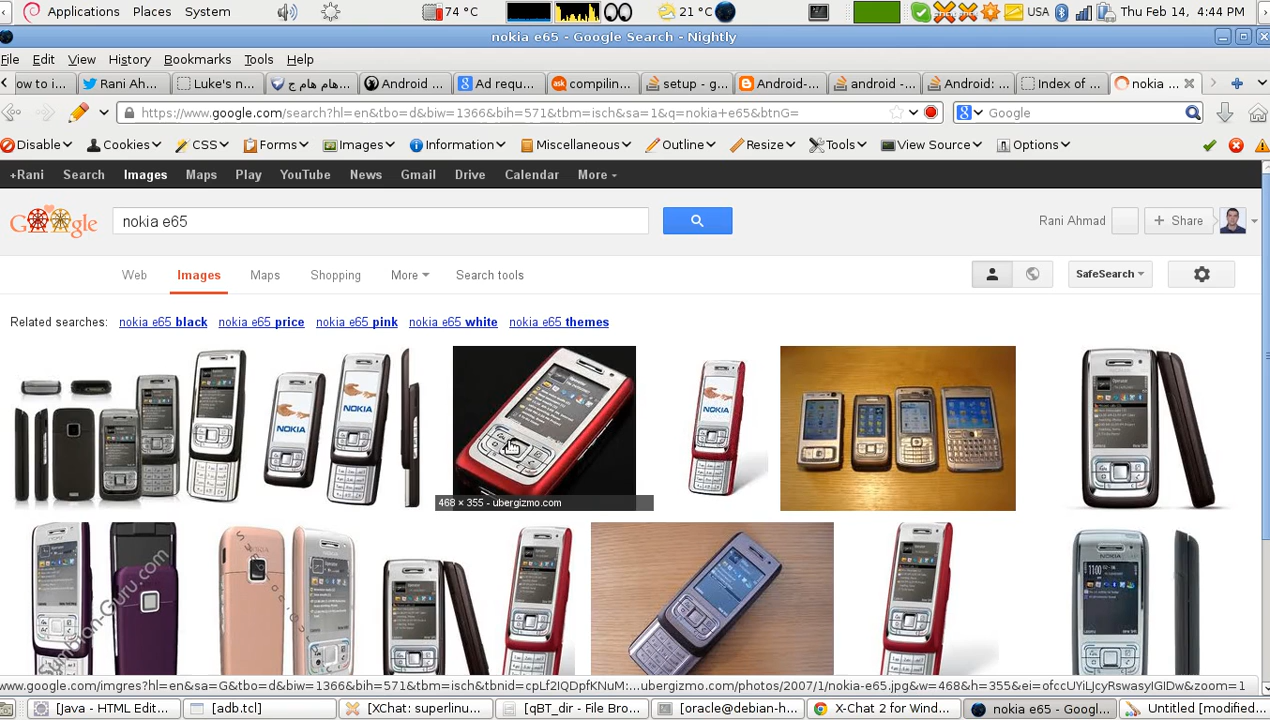 Applications Places System 74 °C 21 °C USA Thu Feb 14, 4:44 PM
nokia e65 - Google Search - Nightly
File Edit View History Bookmarks Tools Help
ow to i... Rani Ah... Luke's n... Android ... Ad requ... compilin... setup - g... Android-... android -... Android: ... Index of ... nokia ...
https://www.google.com/search?hl=en&tbo=d&biw=1366&bih=571&tbm=isch&sa=1&q=nokia+e65&btnG= Google
Disable Cookies CSS Forms Images Information Miscellaneous Outline Resize Tools View Source Options
+Rani Search Images Maps Play YouTube News Gmail Drive Calendar More
Google nokia e65 Rani Ahmad + Share
Web Images Maps Shopping More Search tools SafeSearch
Related searches: nokia e65 black nokia e65 price nokia e65 pink nokia e65 white nokia e65 themes
NOKIA NOKIA NOKIA
468 × 355 - ubergizmo.com
Symbian-Guru.com
NOKIA
www.google.com/imgres?hl=en&sa=G&tbo=d&biw=1366&bih=571&tbm=isch&tbnid=cpLf2IQDpfKNuM:...ubergizmo.com/photos/2007/1/nokia-e65.jpg&w=468&h=355&ei=ofccUYiLJcyRswasyIGIDw&zoom=1
[Java - HTML Edit... [adb.tcl] [XChat: superlinu... [qBT_dir - File Bro... [oracle@debian-h... X-Chat 2 for Wind... nokia e65 - Googl... Untitled [modified...